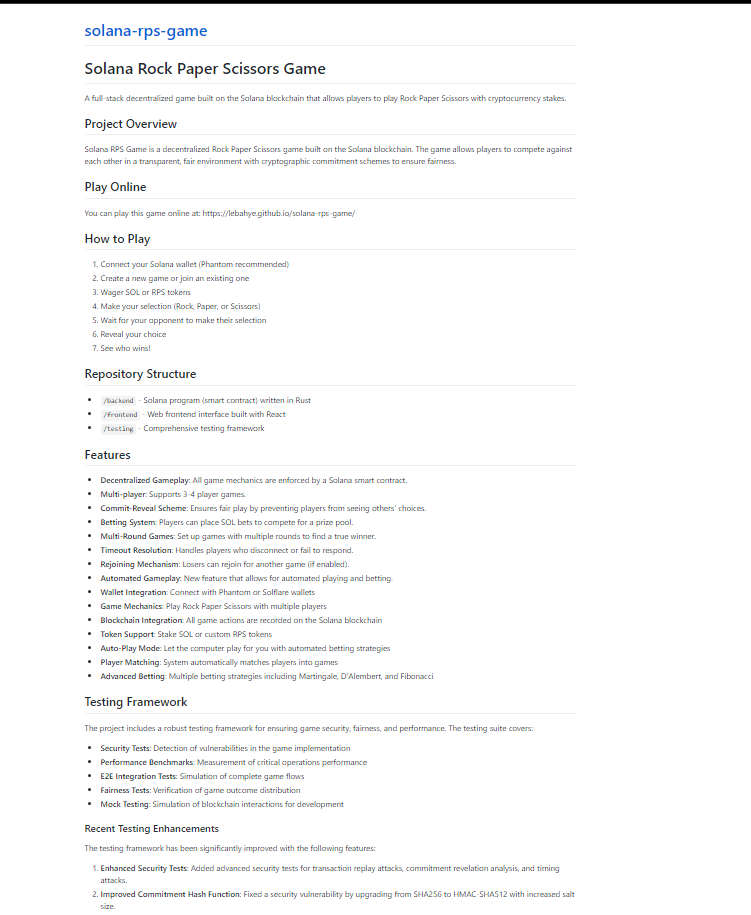 solana-rps-game
Solana Rock Paper Scissors Game
A full-stack decentralized game built on the Solana blockchain that allows players to play Rock Paper Scissors with cryptocurrency stakes.
Project Overview
Solana RPS Game is a decentralized Rock Paper Scissors game built on the Solana blockchain. The game allows players to compete against
each other in a transparent, fair environment with cryptographic commitment schemes to ensure fairness.
Play Online
You can play this game online at: https://lebahye.github.io/solana-rps-game/
How to Play
1. Connect your Solana wallet (Phantom recommended)
2. Create a new game or join an existing one
3. Wager SOL or RPS tokens
4. Make your selection (Rock, Paper, or Scissors)
5. Wait for your opponent to make their selection
6. Reveal your choice
7. See who wins!
Repository Structure
• /backend - Solana program (smart contract) written in Rust
• /frontend - Web frontend interface built with React
• /testing - Comprehensive testing framework
Features
• Decentralized Gameplay: All game mechanics are enforced by a Solana smart contract.
• Multi-player: Supports 3-4 player games.
• Commit-Reveal Scheme: Ensures fair play by preventing players from seeing others' choices.
• Betting System: Players can place SOL bets to compete for a prize pool.
• Multi-Round Games: Set up games with multiple rounds to find a true winner.
• Timeout Resolution: Handles players who disconnect or fail to respond.
• Rejoining Mechanism: Losers can rejoin for another game (if enabled).
• Automated Gameplay: New feature that allows for automated playing and betting.
• Wallet Integration: Connect with Phantom or Solflare wallets
• Game Mechanics: Play Rock Paper Scissors with multiple players
• Blockchain Integration: All game actions are recorded on the Solana blockchain
• Token Support: Stake SOL or custom RPS tokens
• Auto-Play Mode: Let the computer play for you with automated betting strategies
• Player Matching: System automatically matches players into games
• Advanced Betting: Multiple betting strategies including Martingale, D'Alembert, and Fibonacci
Testing Framework
The project includes a robust testing framework for ensuring game security, fairness, and performance. The testing suite covers:
• Security Tests: Detection of vulnerabilities in the game implementation
• Performance Benchmarks: Measurement of critical operations performance
• E2E Integration Tests: Simulation of complete game flows
• Fairness Tests: Verification of game outcome distribution
• Mock Testing: Simulation of blockchain interactions for development
Recent Testing Enhancements
The testing framework has been significantly improved with the following features:
1. Enhanced Security Tests: Added advanced security tests for transaction replay attacks, commitment revelation analysis, and timing
attacks.
2. Improved Commitment Hash Function: Fixed a security vulnerability by upgrading from SHA256 to HMAC-SHA512 with increased salt
size.